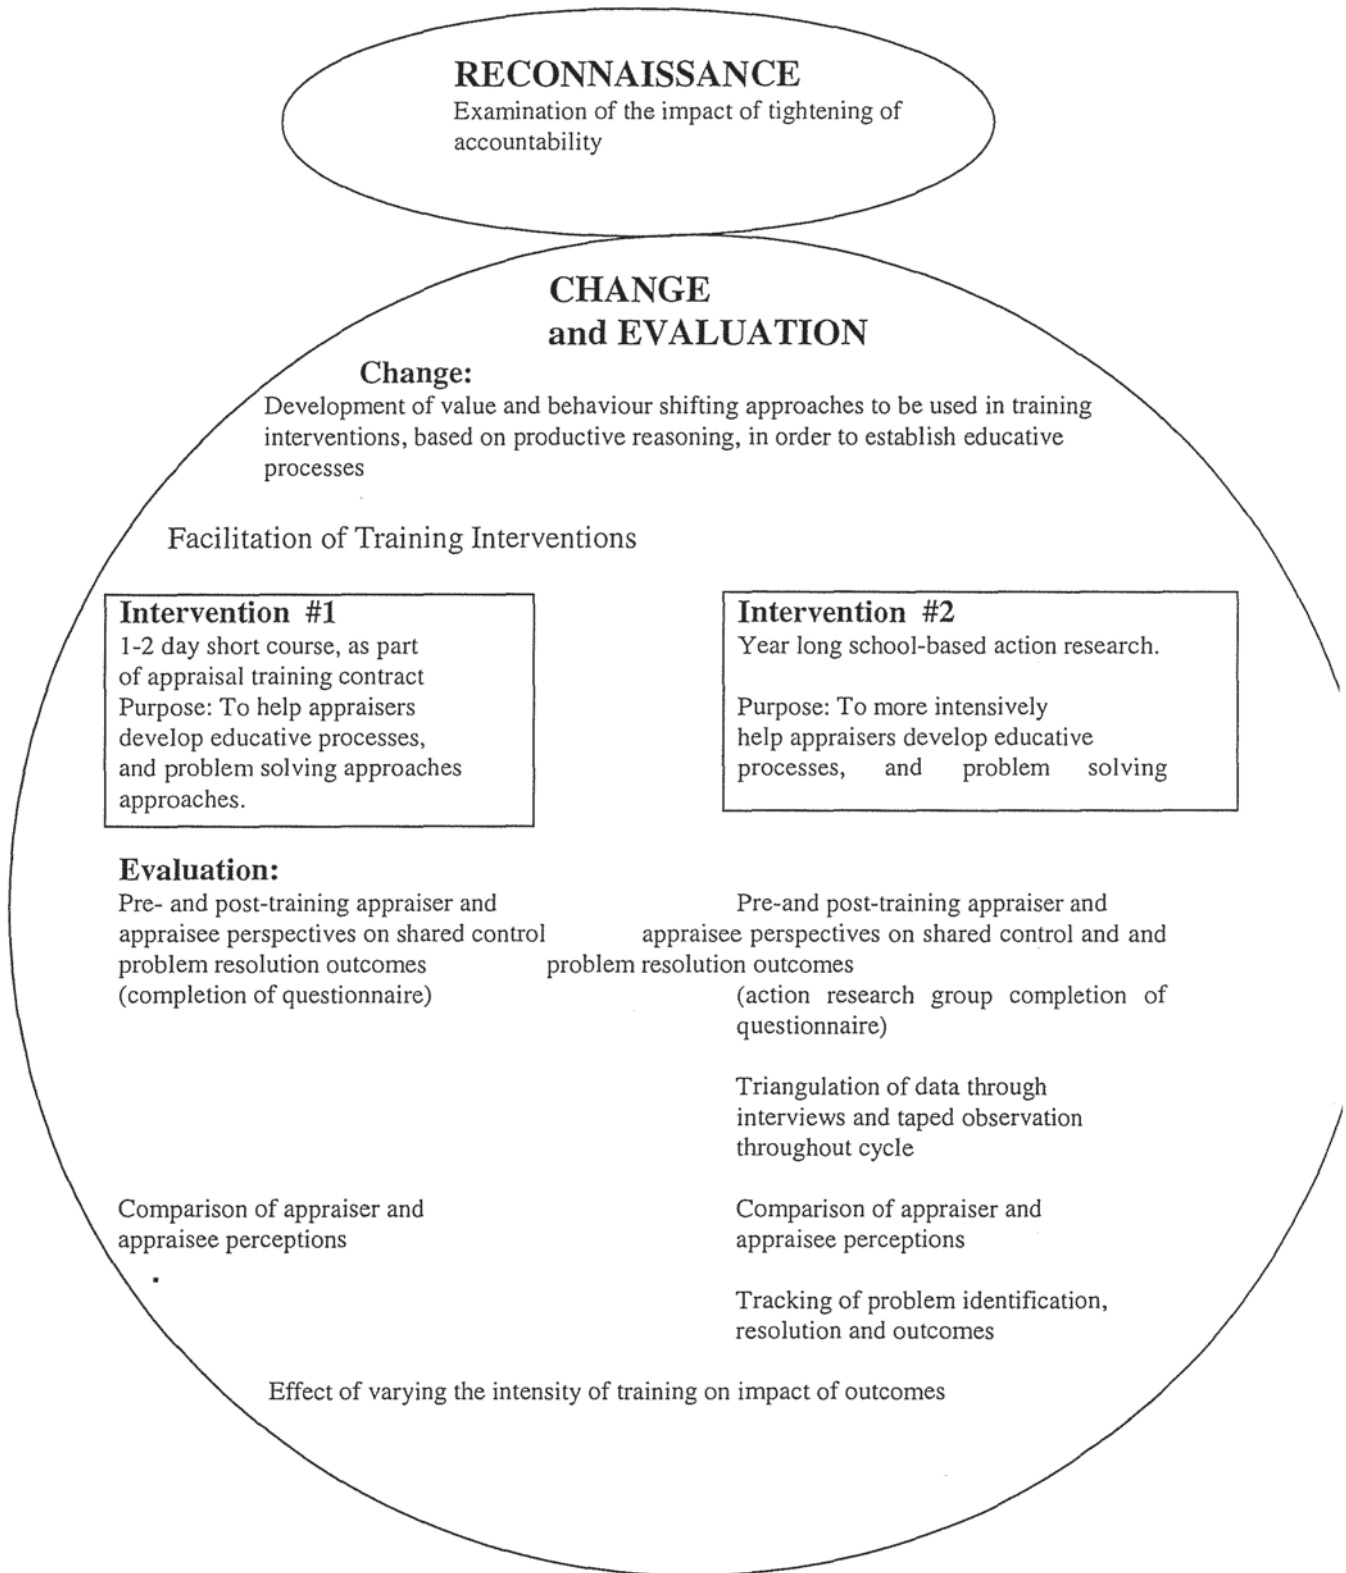 RECONNAISSANCE
Examination of the impact of tightening of
accountability
CHANGE
and EVALUATION
Change:
Development of value and behaviour shifting approaches to be used in training
interventions, based on productive reasoning, in order to establish educative
processes
Facilitation of Training Interventions
Intervention #1
1-2 day short course, as part
of appraisal training contract
Purpose: To help appraisers
develop educative processes,
and problem solving approaches
approaches.
Intervention #2
Year long school-based action research.
Purpose: To more intensively
help appraisers develop educative
processes, and problem solving
Evaluation:
Pre- and post-training appraiser and
appraisee perspectives on shared control
problem resolution outcomes
(completion of questionnaire)
Pre-and post-training appraiser and
appraisee perspectives on shared control and and
problem resolution outcomes
(action research group completion of
questionnaire)
Triangulation of data through
interviews and taped observation
throughout cycle
Comparison of appraiser and
appraisee perceptions
Comparison of appraiser and
appraisee perceptions
Tracking of problem identification,
resolution and outcomes
Effect of varying the intensity of training on impact of outcomes